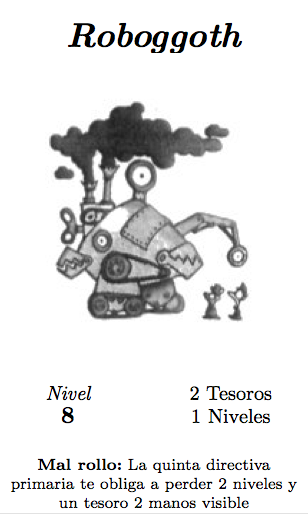 Roboggoth
Nivel 2 Tesoros
8 1 Niveles
Mal rollo: La quinta directiva
primaria te obliga a perder 2 niveles y
un tesoro 2 manos visible